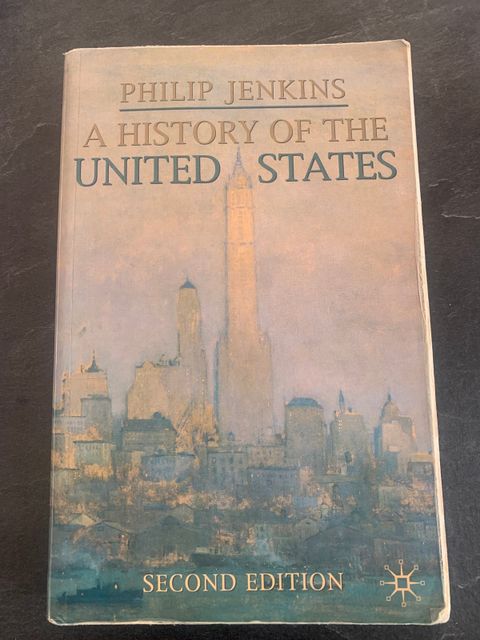 PHILIP JENKINS
A HISTORY OF THE
UNITED STATES
SECOND EDITION